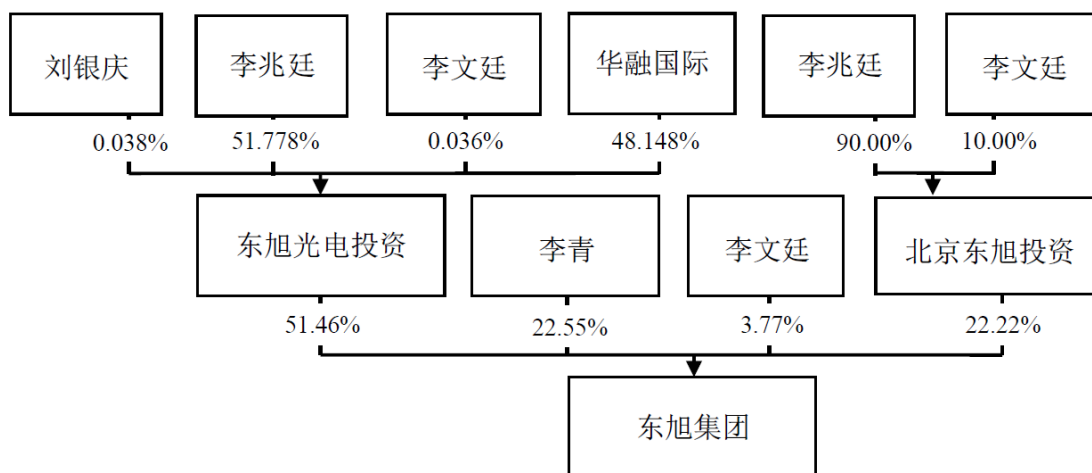 刘银庆
李兆廷
李文廷
华融国际
李兆廷
李文廷
0.038%
51.778%
0.036%
48.148%
90.00%
10.00%
东旭光电投资
李青
李文廷
北京东旭投资
51.46%
22.55%
3.77%
22.22%
东旭集团